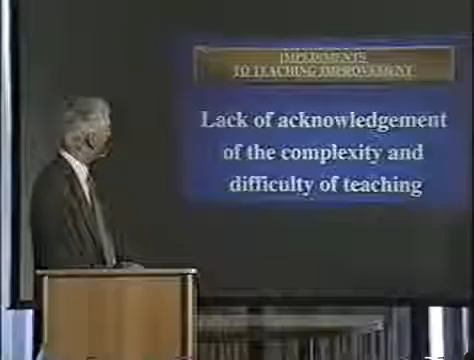 IMPEDIMENTS
TO TEACHING IMPROVEMENT
Lack of acknowledgement
of the complexity and
difficulty of teaching